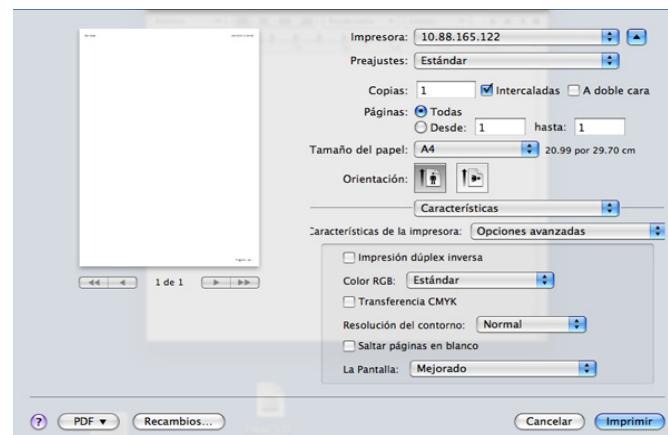 Impresora: 10.88.165.122
Preajustes: Estándar
Copias: 1 Intercaladas A doble cara
Páginas: Todas
Desde: 1 hasta: 1
Tamaño del papel: A4 20.99 por 29.70 cm
Orientación:
Características
Características de la impresora: Opciones avanzadas
Impresión dúplex inversa
Color RGB: Estándar
Transferencia CMYK
Resolución del contorno: Normal
Saltar páginas en blanco
La Pantalla: Mejorado
1 de 1
? PDF ▼ Recambios... Cancelar Imprimir